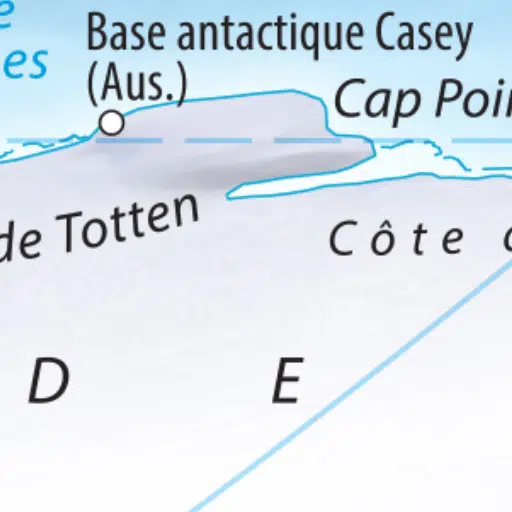 e
es
Base antactique Casey
(Aus.)
Cap Poin
de Totten
Côte
D E